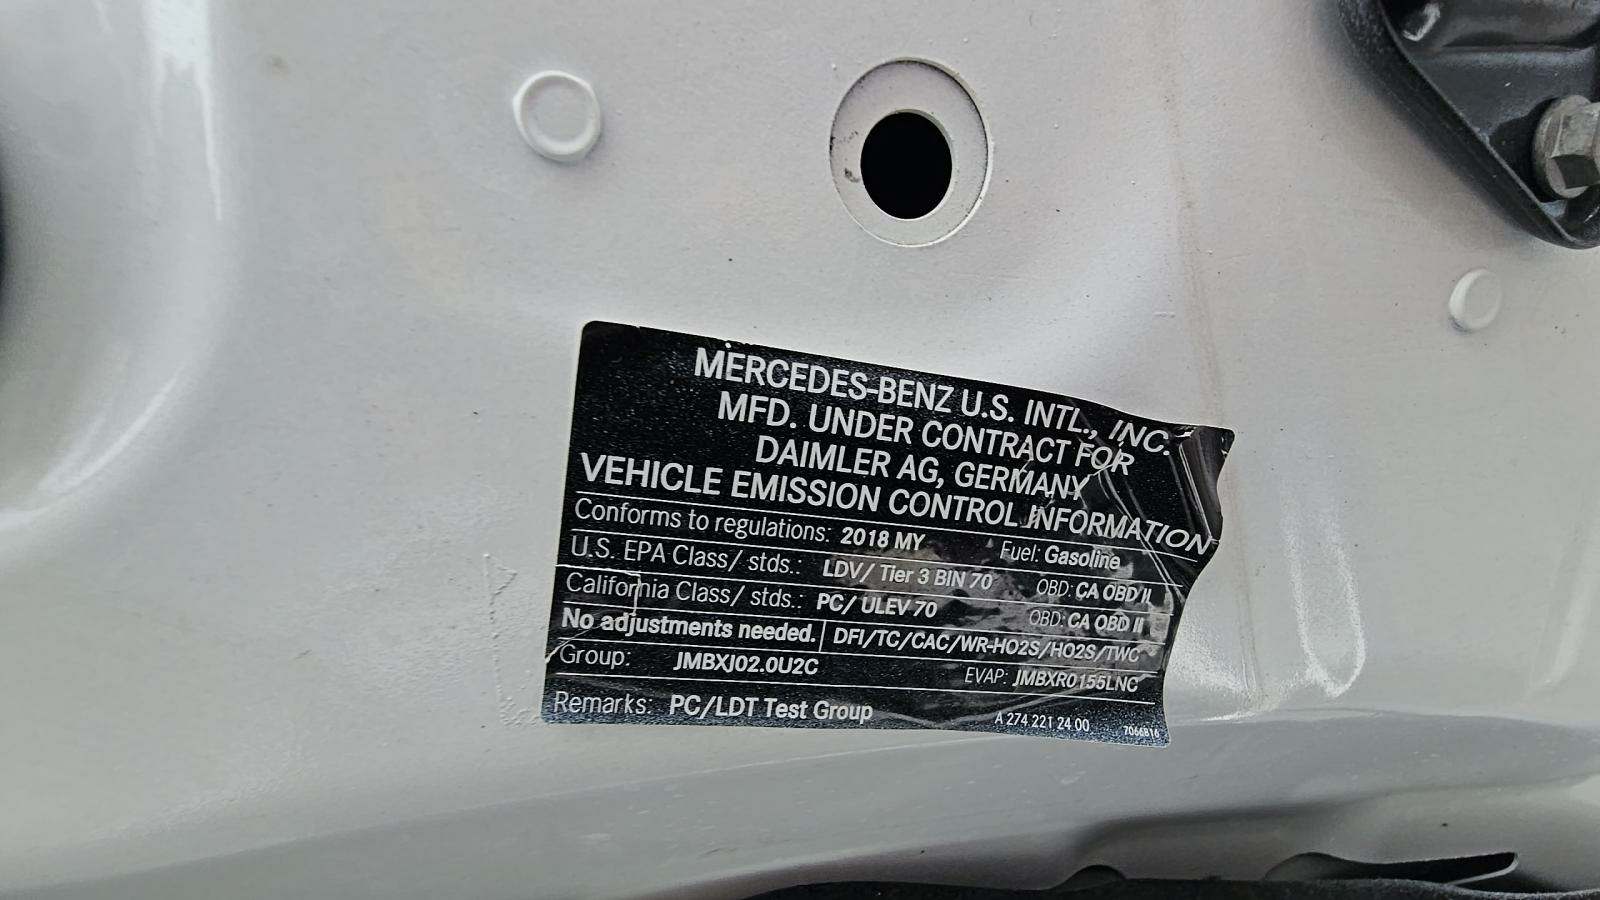 MERCEDES-BENZ U.S. INTL., INC.
MFD. UNDER CONTRACT FOR
DAIMLER AG, GERMANY
VEHICLE EMISSION CONTROL INFORMATION
Conforms to regulations: 2018 MY Fuel: Gasoline
U.S. EPA Class/ stds.: LDV/ Tier 3 BIN 70 OBD: CA OBD II
California Class/ stds.: PC/ ULEV 70 OBD: CA OBD II
No adjustments needed. DFI/TC/CAC/WR-HO2S/HO2S/TWC
Group: JMBXJ02.0U2C EVAP: JMBXR0155LNC
Remarks: PC/LDT Test Group A 274 221 24 00 7066816